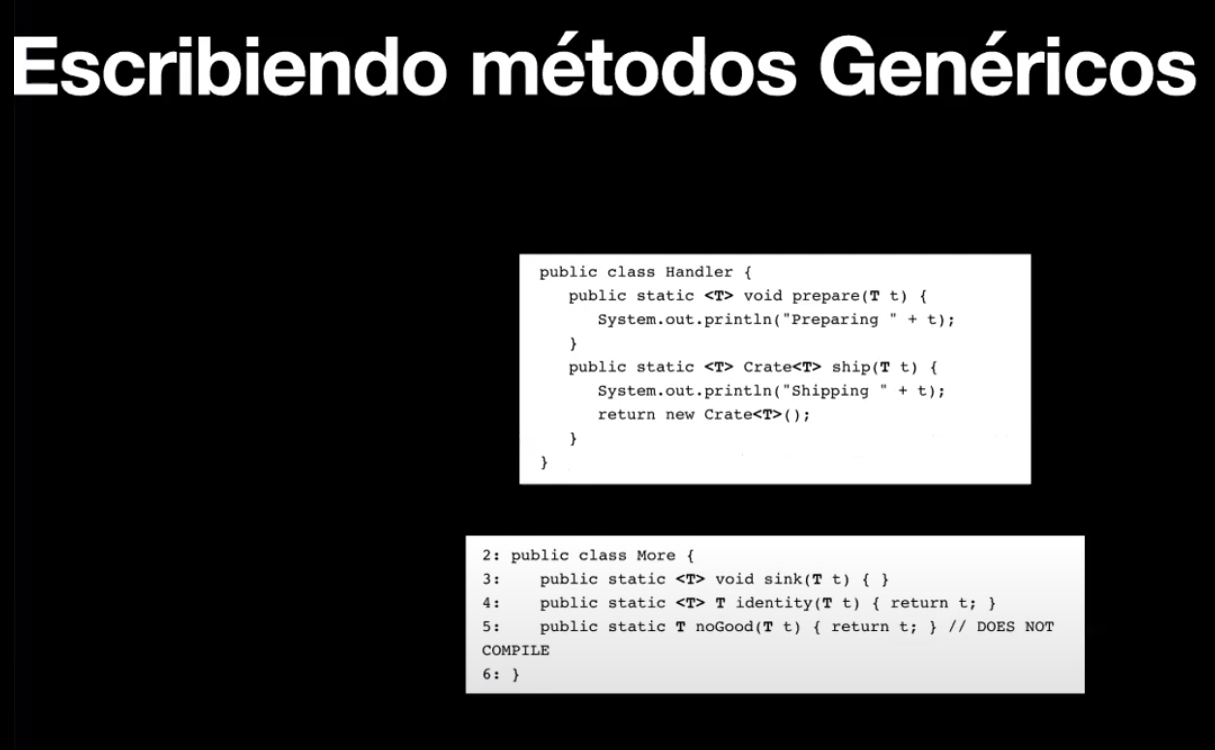 Escribiendo métodos Genéricos
public class Handler {
public static <T> void prepare(T t) {
System.out.println("Preparing " + t);
}
public static <T> Crate<T> ship(T t) {
System.out.println("Shipping " + t);
return new Crate<T>();
}
}
2: public class More {
3: public static <T> void sink(T t) { }
4: public static <T> T identity(T t) { return t; }
5: public static T noGood(T t) { return t; } // DOES NOT
COMPILE
6: }